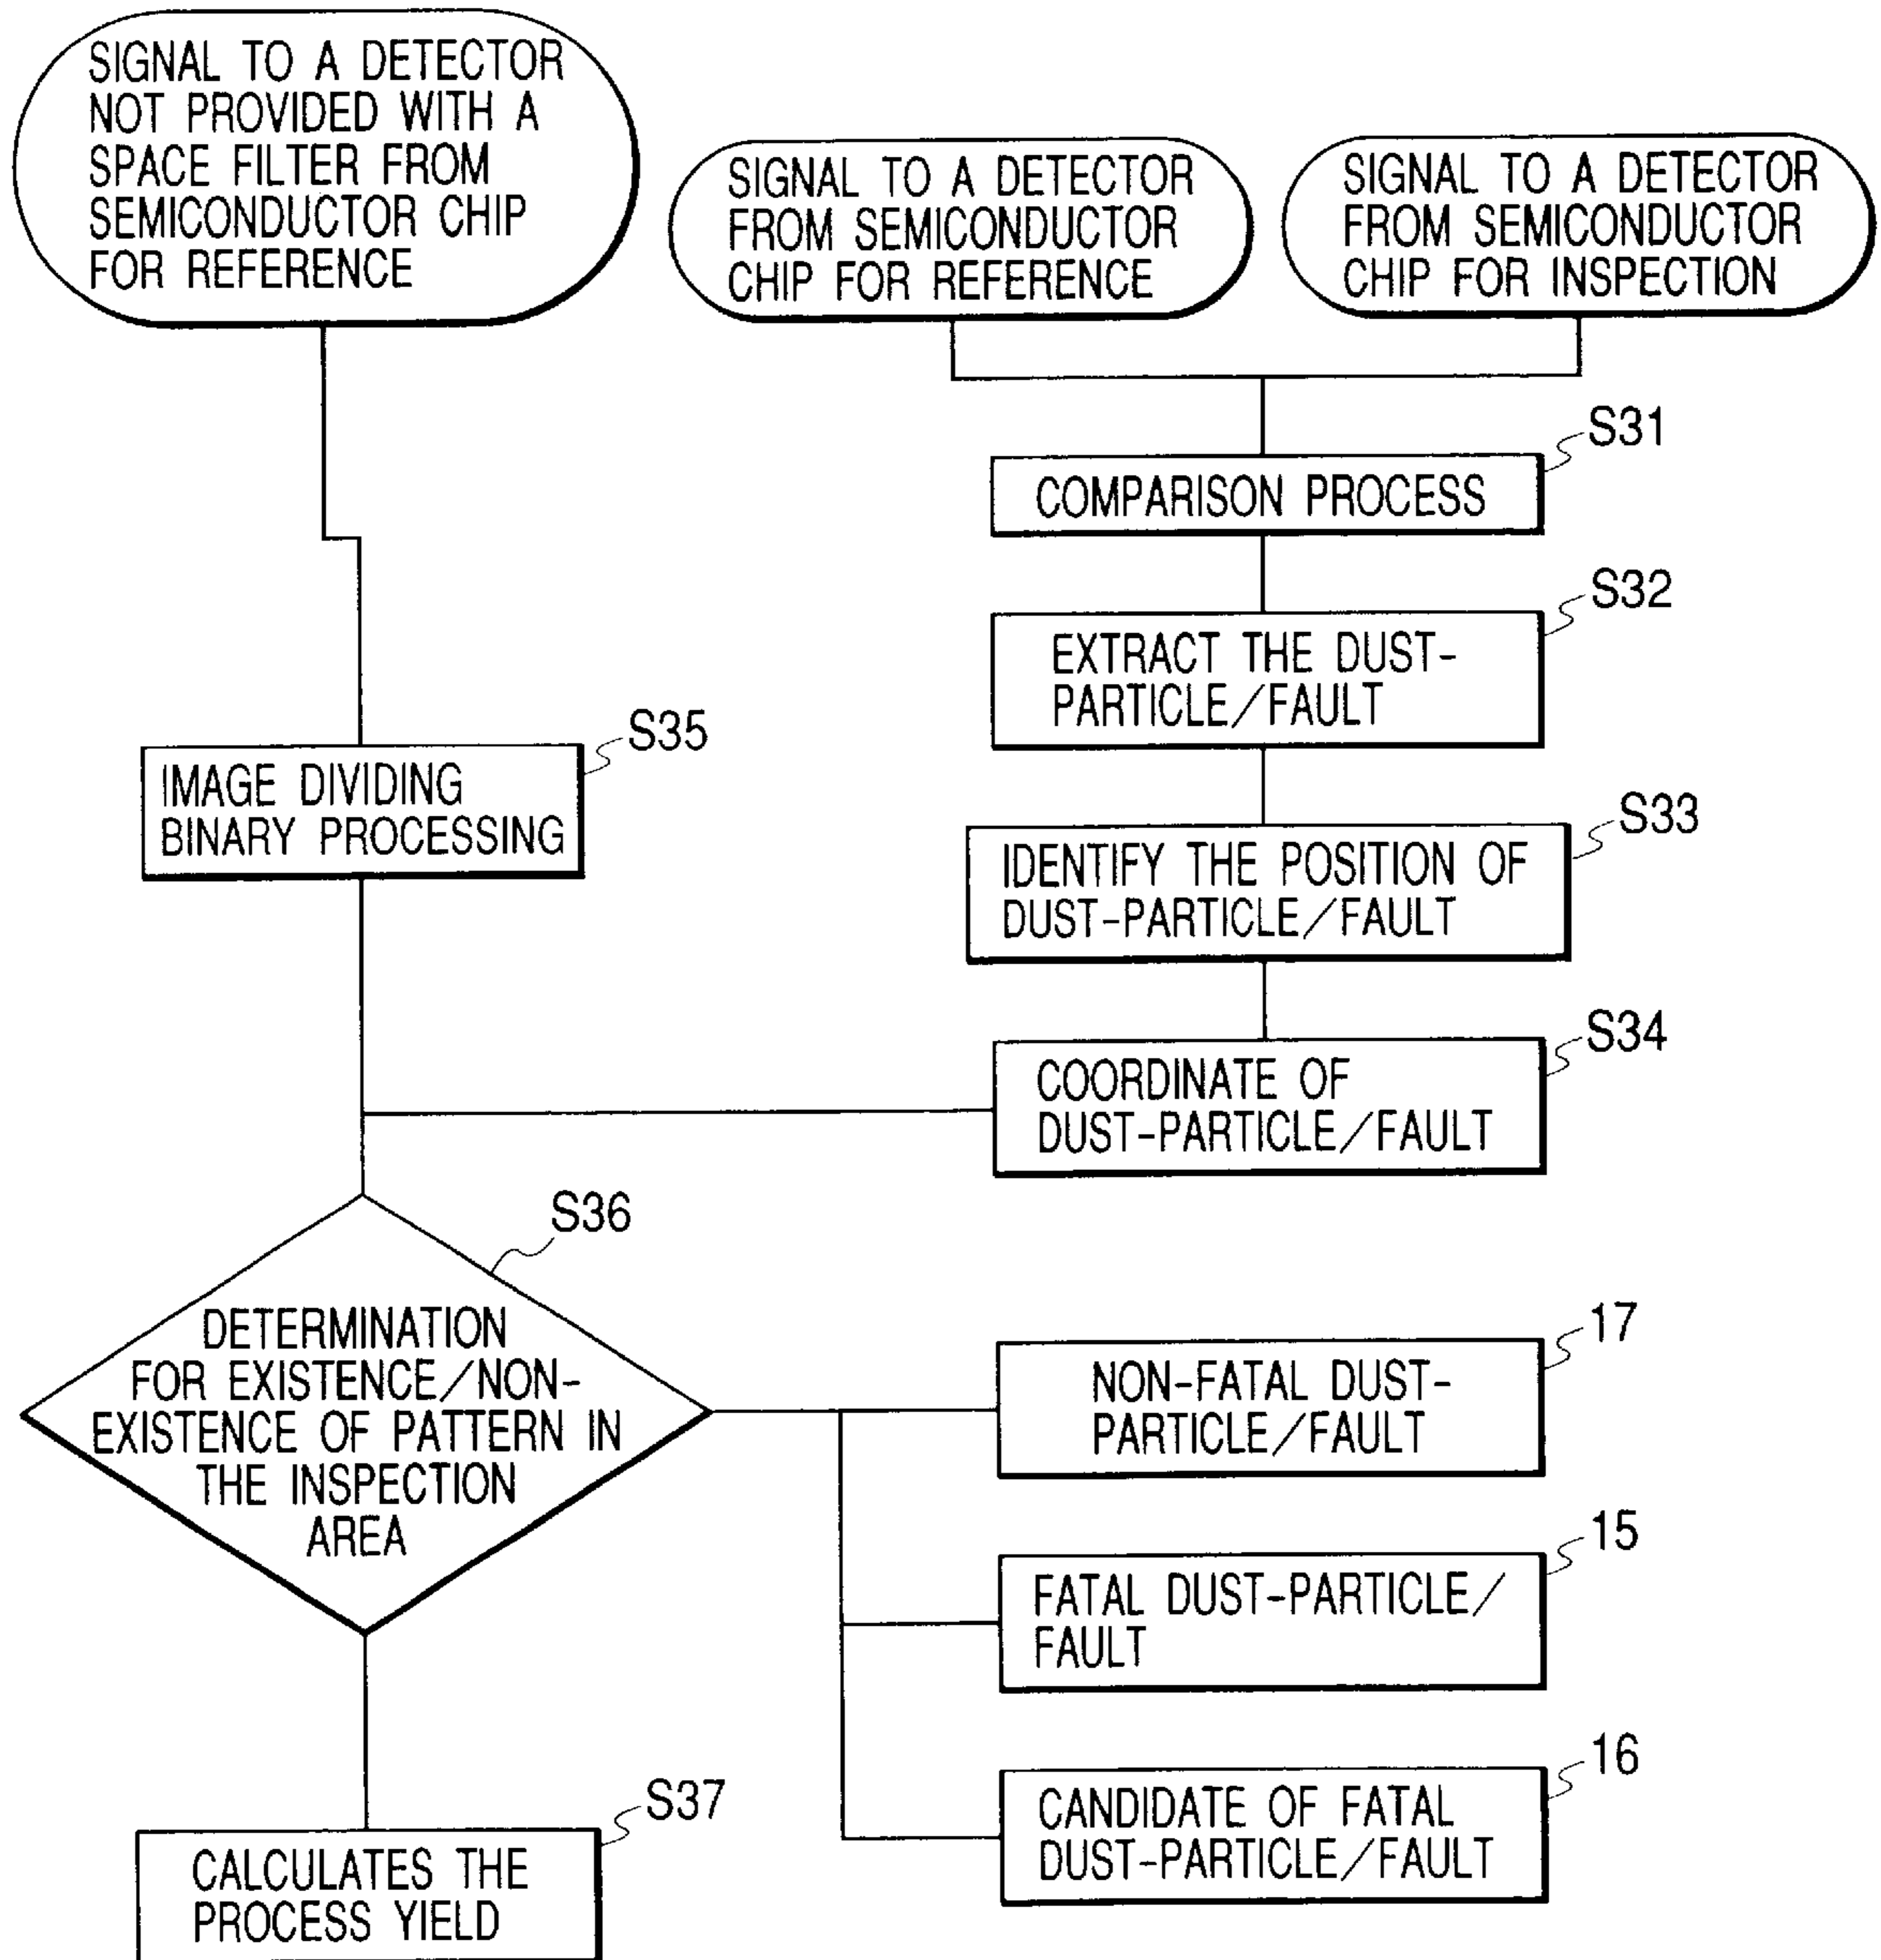 SIGNAL TO A DETECTOR
NOT PROVIDED WITH A
SPACE FILTER FROM
SEMICONDUCTOR CHIP
FOR REFERENCE
SIGNAL TO A DETECTOR
FROM SEMICONDUCTOR
CHIP FOR REFERENCE
SIGNAL TO A DETECTOR
FROM SEMICONDUCTOR
CHIP FOR INSPECTION
S31
COMPARISON PROCESS
S32
EXTRACT THE DUST-
PARTICLE/FAULT
S35
IMAGE DIVIDING
BINARY PROCESSING
S33
IDENTIFY THE POSITION OF
DUST-PARTICLE/FAULT
S34
COORDINATE OF
DUST-PARTICLE/FAULT
S36
DETERMINATION
FOR EXISTENCE/NON-
EXISTENCE OF PATTERN IN
THE INSPECTION
AREA
17
NON-FATAL DUST-
PARTICLE/FAULT
15
FATAL DUST-PARTICLE/
FAULT
16
CANDIDATE OF FATAL
DUST-PARTICLE/FAULT
S37
CALCULATES THE
PROCESS YIELD